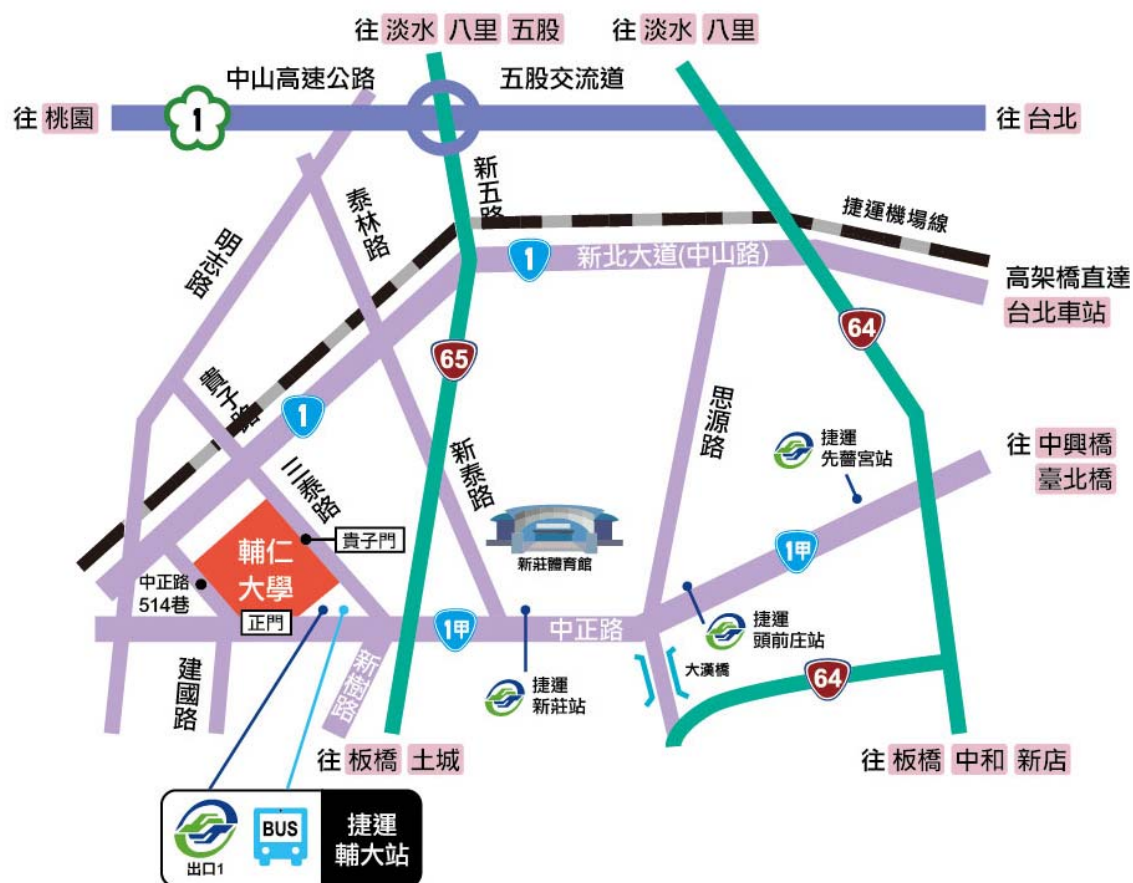 往 淡水 八里 五股
往 淡水 八里
中山高速公路
五股交流道
往 桃園
1
往 台北
新五路
泰林路
明志路
捷運機場線
1
新北大道(中山路)
高架橋直達
台北車站
65
64
貴子路
1
思源路
捷運
先嗇宮站
往 中興橋
臺北橋
新泰路
三泰路
貴子門
輔仁
大學
新莊體育館
1甲
中正路
514巷
正門
1甲
中正路
捷運
頭前庄站
建國路
新樹路
捷運
新莊站
大漢橋
64
往 板橋 土城
往 板橋 中和 新店
BUS
出口1
捷運
輔大站